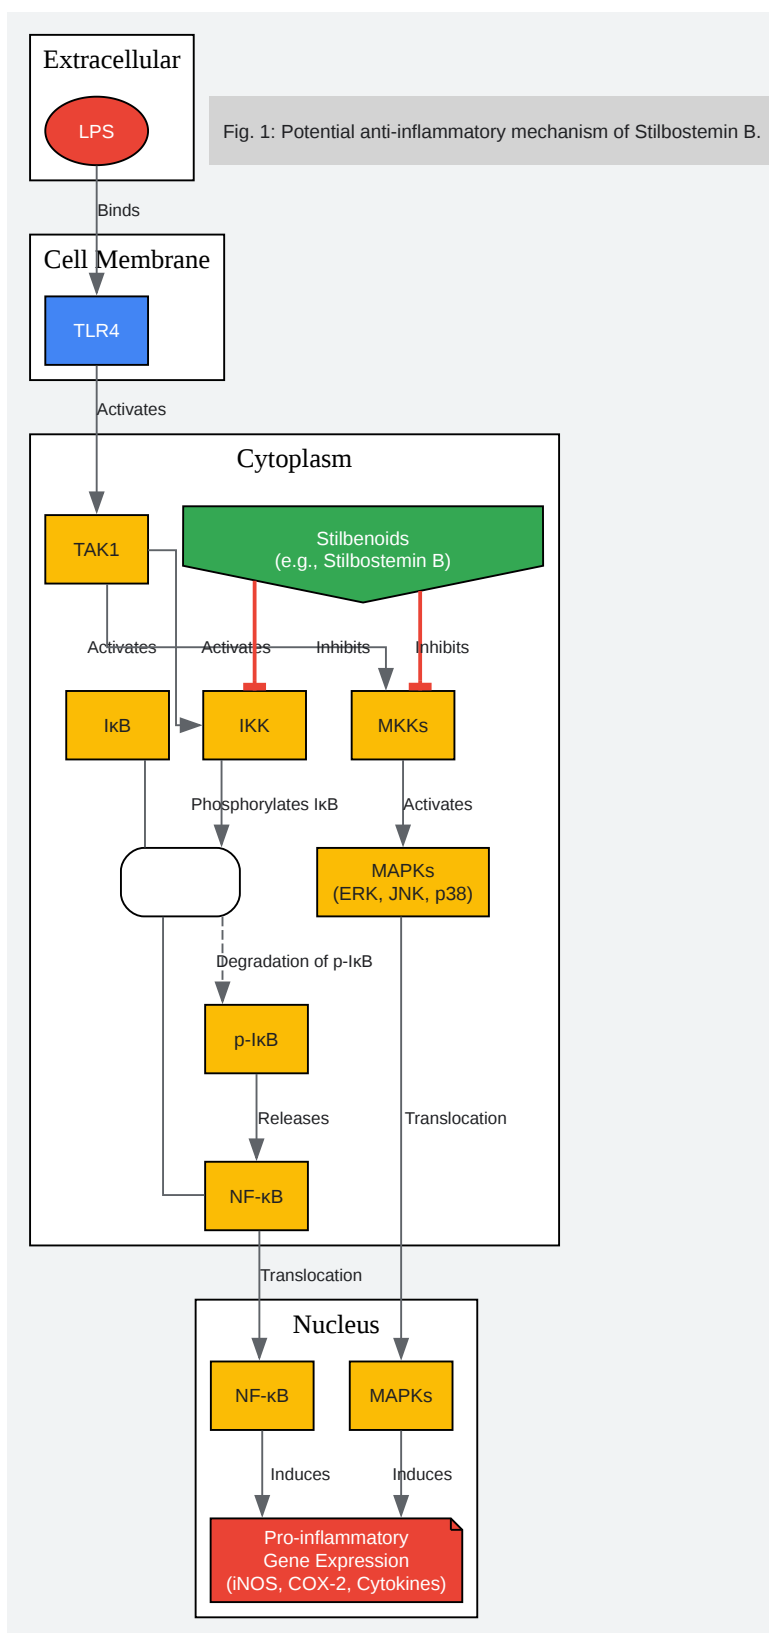 Extracellular
LPS
Fig. 1: Potential anti-inflammatory mechanism of Stilbostemin B.
Binds
Cell Membrane
TLR4
Activates
Cytoplasm
TAK1
Stilbenoids
(e.g., Stilbostemin B)
Activates
Activates
Inhibits
Inhibits
IκB
IKK
MKKs
Phosphorylates IκB
Activates
MAPKs
(ERK, JNK, p38)
Degradation of p-IκB
p-IκB
Releases
Translocation
NF-κB
Translocation
Nucleus
NF-κB
MAPKs
Induces
Induces
Pro-inflammatory
Gene Expression
(iNOS, COX-2, Cytokines)